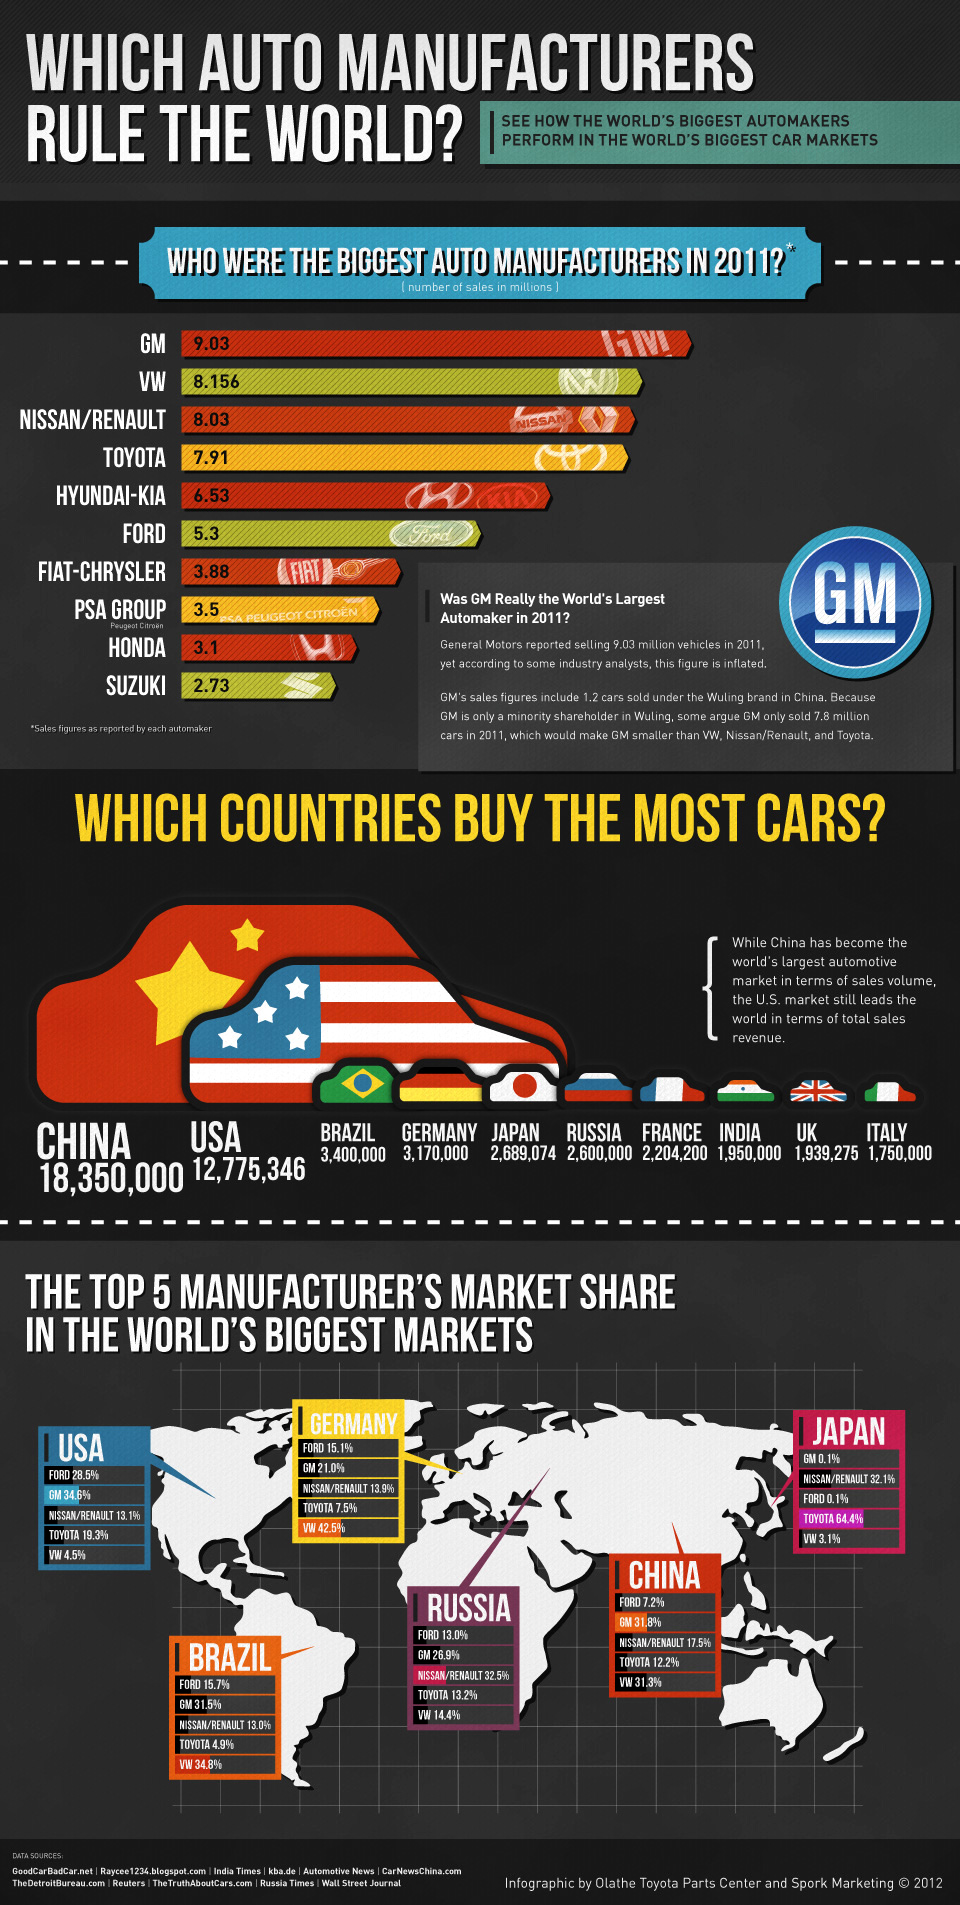 WHICH AUTO MANUFACTURERS
RULE THE WORLD?
SEE HOW THE WORLD'S BIGGEST AUTOMAKERS
PERFORM IN THE WORLD'S BIGGEST CAR MARKETS
WHO WERE THE BIGGEST AUTO MANUFACTURERS IN 2011?*
[ number of sales in millions ]
GM 9.03 GM
VW 8.156
NISSAN/RENAULT 8.03 NISSAN
TOYOTA 7.91
HYUNDAI-KIA 6.53 KIA
FORD 5.3 Ford
FIAT-CHRYSLER 3.88 FIAT
PSA GROUP 3.5 PSA PEUGEOT CITROËN
Peugeot Citroën
HONDA 3.1
SUZUKI 2.73
*Sales figures as reported by each automaker
GM
Was GM Really the World's Largest
Automaker in 2011?
General Motors reported selling 9.03 million vehicles in 2011,
yet according to some industry analysts, this figure is inflated.
GM's sales figures include 1.2 cars sold under the Wuling brand in China. Because
GM is only a minority shareholder in Wuling, some argue GM only sold 7.8 million
cars in 2011, which would make GM smaller than VW, Nissan/Renault, and Toyota.
WHICH COUNTRIES BUY THE MOST CARS?
While China has become the
world's largest automotive
market in terms of sales volume,
the U.S. market still leads the
world in terms of total sales
revenue.
CHINA
18,350,000
USA
12,775,346
BRAZIL
3,400,000
GERMANY
3,170,000
JAPAN
2,689,074
RUSSIA
2,600,000
FRANCE
2,204,200
INDIA
1,950,000
UK
1,939,275
ITALY
1,750,000
THE TOP 5 MANUFACTURER'S MARKET SHARE
IN THE WORLD'S BIGGEST MARKETS
USA
FORD 28.5%
GM 34.6%
NISSAN/RENAULT 13.1%
TOYOTA 19.3%
VW 4.5%
GERMANY
FORD 15.1%
GM 21.0%
NISSAN/RENAULT 13.9%
TOYOTA 7.5%
VW 42.5%
JAPAN
GM 0.1%
NISSAN/RENAULT 32.1%
FORD 0.1%
TOYOTA 64.4%
VW 3.1%
CHINA
FORD 7.2%
GM 31.8%
NISSAN/RENAULT 17.5%
TOYOTA 12.2%
VW 31.3%
RUSSIA
FORD 13.0%
GM 26.9%
NISSAN/RENAULT 32.5%
TOYOTA 13.2%
VW 14.4%
BRAZIL
FORD 15.7%
GM 31.5%
NISSAN/RENAULT 13.0%
TOYOTA 4.9%
VW 34.8%
DATA SOURCES:
GoodCarBadCar.net | Raycee1234.blogspot.com | India Times | kba.de | Automotive News | CarNewsChina.com
TheDetroitBureau.com | Reuters | TheTruthAboutCars.com | Russia Times | Wall Street Journal
Infographic by Olathe Toyota Parts Center and Spork Marketing © 2012